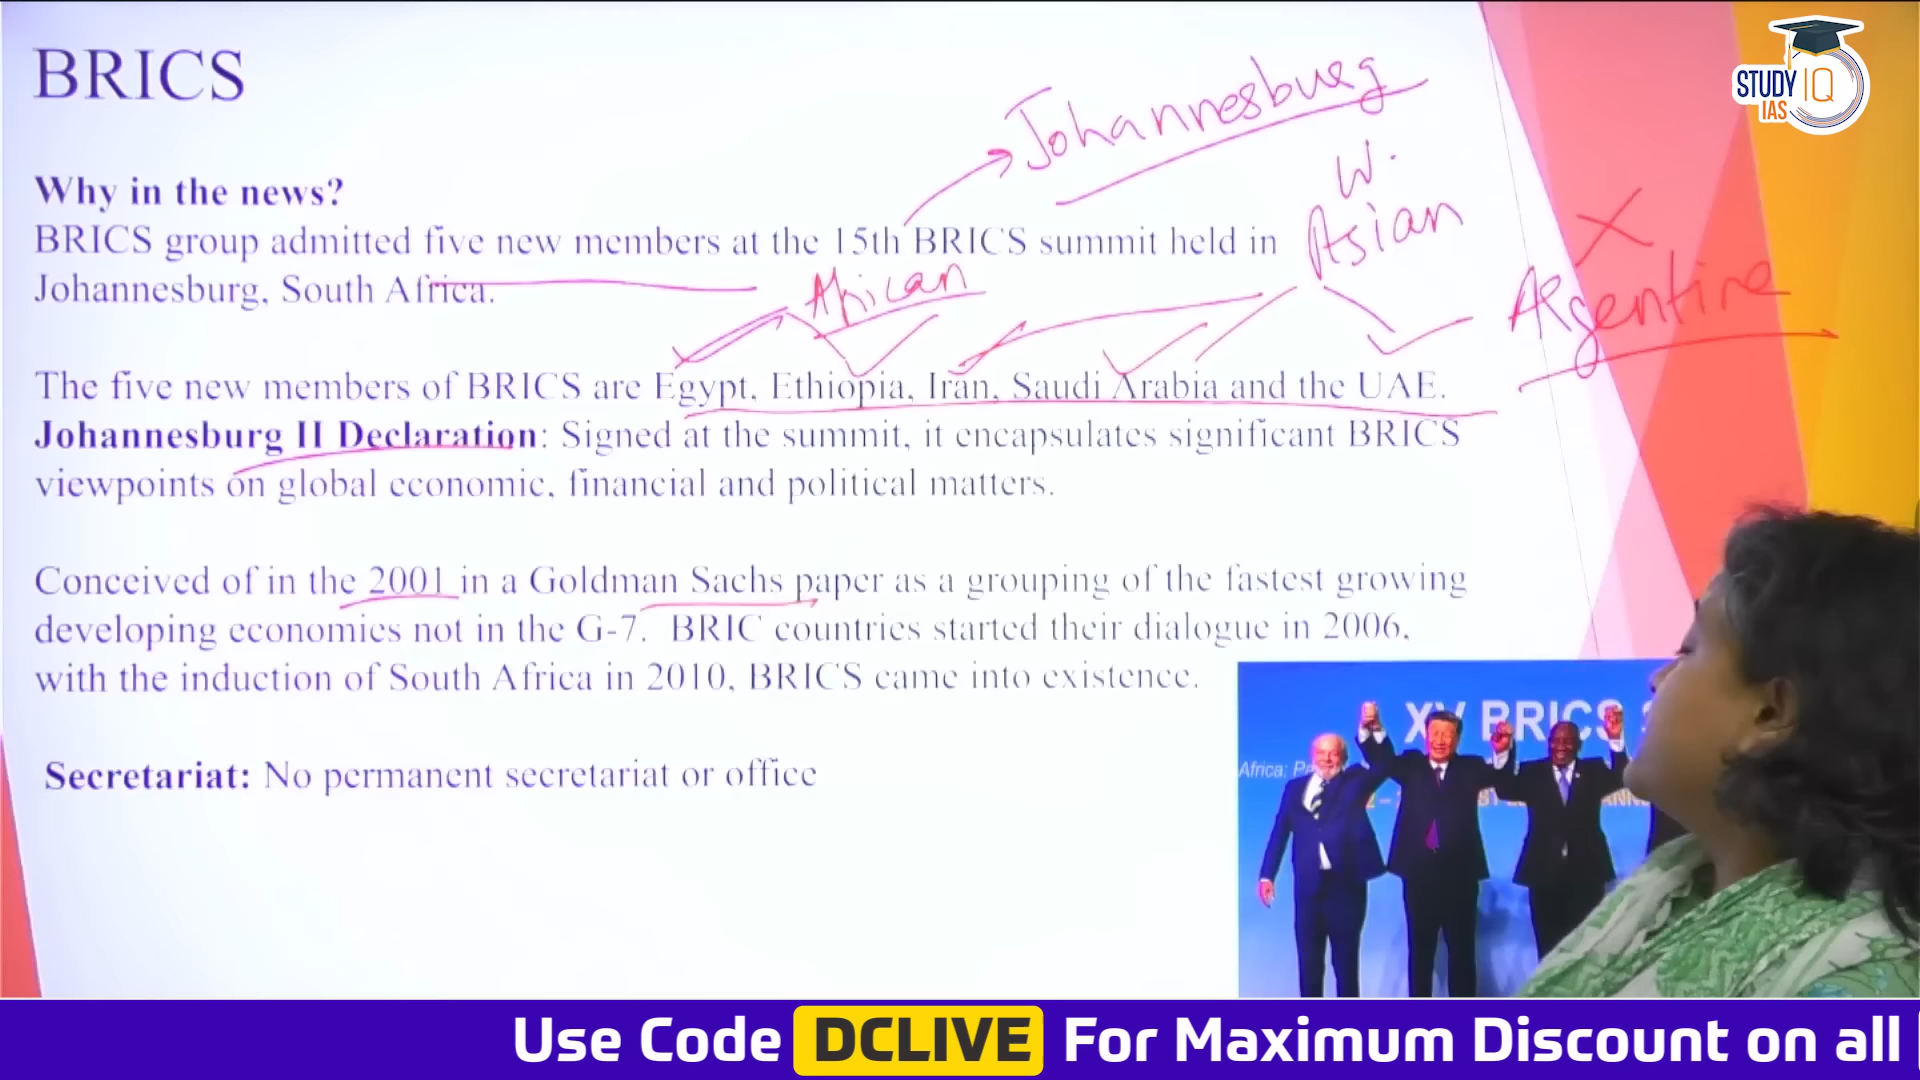 BRICS
STUDY IQ
IAS
Johannesburg
Why in the news?
W.
Asian
BRICS group admitted five new members at the 15th BRICS summit held in
Johannesburg, South Africa.
African
X
Argentina
The five new members of BRICS are Egypt, Ethiopia, Iran, Saudi Arabia and the UAE.
Johannesburg II Declaration: Signed at the summit, it encapsulates significant BRICS
viewpoints on global economic, financial and political matters.
Conceived of in the 2001 in a Goldman Sachs paper as a grouping of the fastest growing
developing economies not in the G-7. BRIC countries started their dialogue in 2006,
with the induction of South Africa in 2010, BRICS came into existence.
Secretariat: No permanent secretariat or office
XV BRICS S
Africa:
Use Code DCLIVE For Maximum Discount on all